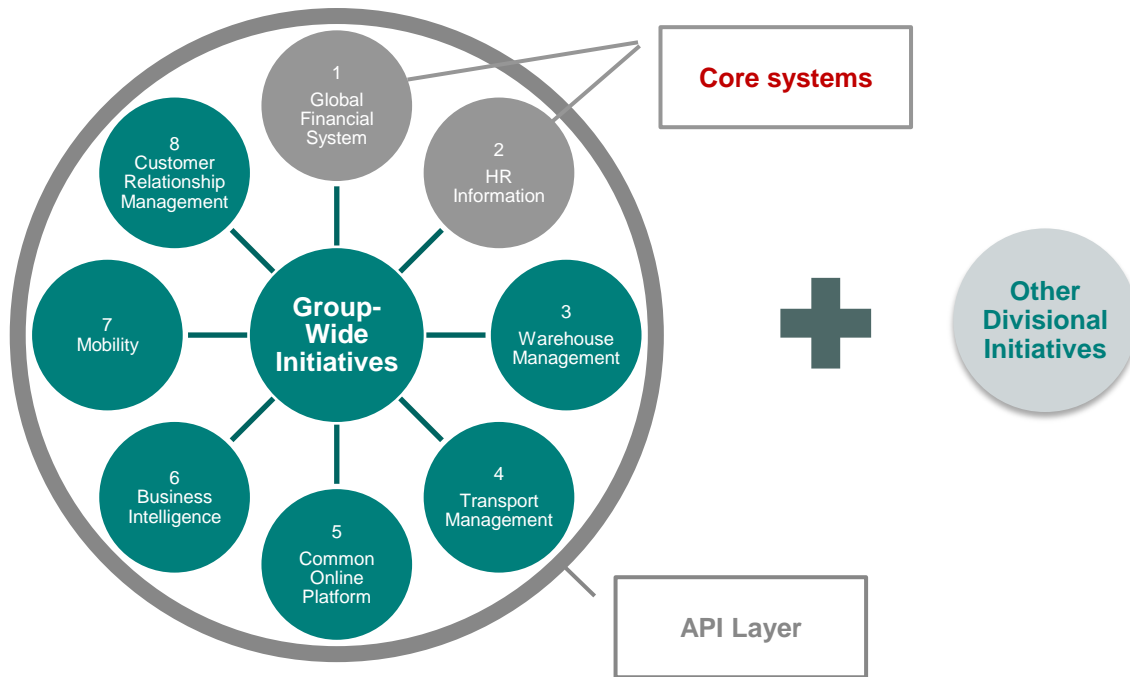 1
Global
Financial
System
Core systems
2
HR
Information
8
Customer
Relationship
Management
Group-
Wide
Initiatives
3
Warehouse
Management
7
Mobility
Other
Divisional
Initiatives
6
Business
Intelligence
4
Transport
Management
5
Common
Online
Platform
API Layer